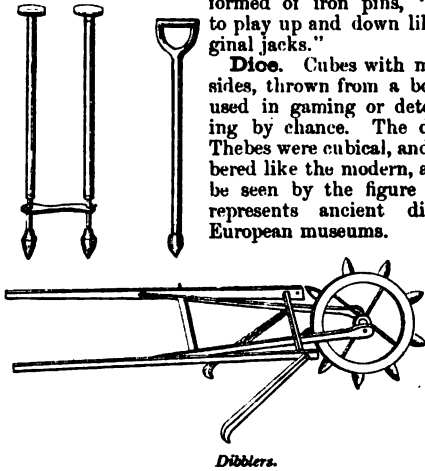 formed of iron pins,
to play up and down lik
ginal jacks."
Dice. Cubes with m
sides, thrown from a bo
used in gaming or dete
ing by chance. The d
Thebes were cubical, and
bered like the modern, a
be seen by the figure
represents ancient di
European museums.
Dibblers.